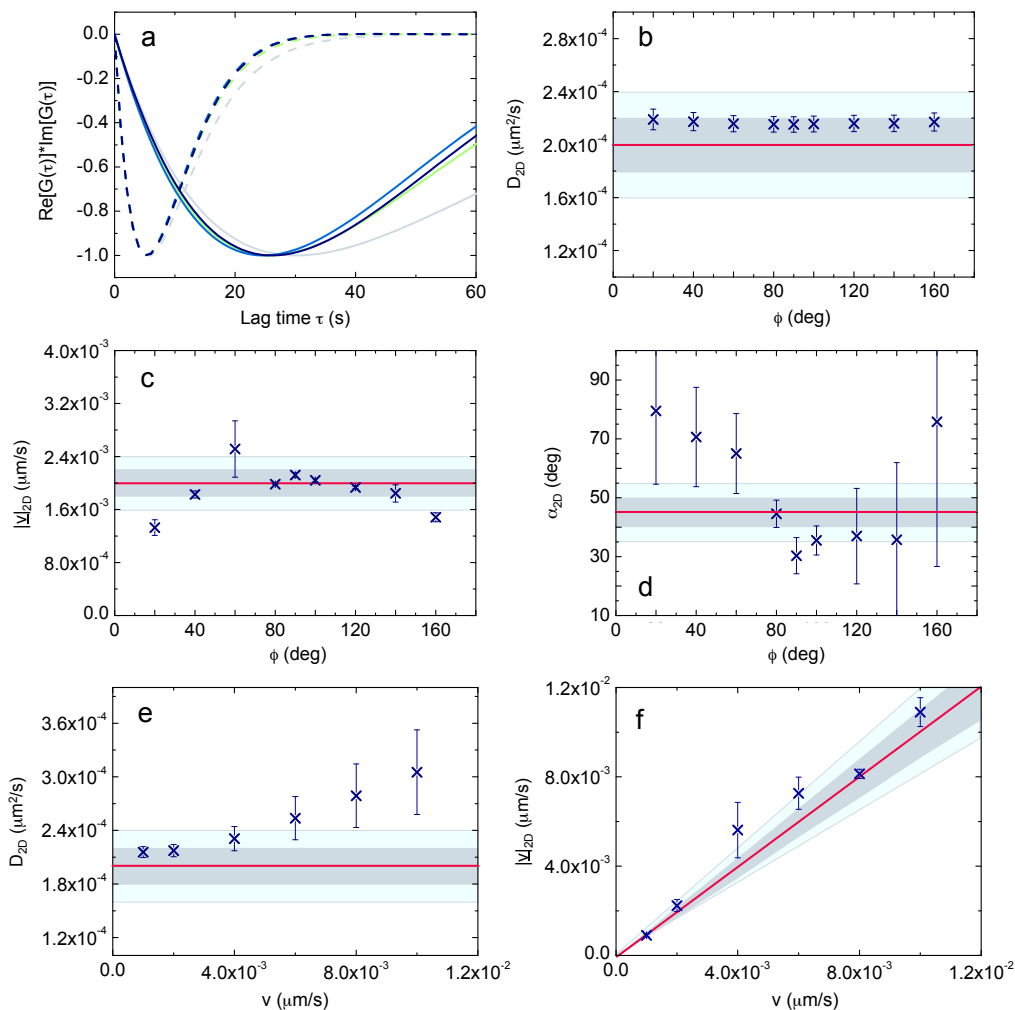 a
0.0
-0.2
-0.4
-0.6
-0.8
-1.0
Re[G(τ)]*Im[G(τ)]
0 20 40 60
Lag time τ (s)
b
2.8x10⁻⁴
2.4x10⁻⁴
2.0x10⁻⁴
1.6x10⁻⁴
1.2x10⁻⁴
D₂D (μm²/s)
0 40 80 120 160
ϕ (deg)
c
4.0x10⁻³
3.2x10⁻³
2.4x10⁻³
1.6x10⁻³
8.0x10⁻⁴
0.0
|v|₂D (μm/s)
0 40 80 120 160
ϕ (deg)
d
90
70
50
30
10
α₂D (deg)
0 40 80 120 160
ϕ (deg)
e
3.6x10⁻⁴
3.0x10⁻⁴
2.4x10⁻⁴
1.8x10⁻⁴
1.2x10⁻⁴
D₂D (μm²/s)
0.0 4.0x10⁻³ 8.0x10⁻³ 1.2x10⁻²
v (μm/s)
f
1.2x10⁻²
8.0x10⁻³
4.0x10⁻³
0.0
|v|₂D (μm/s)
0.0 4.0x10⁻³ 8.0x10⁻³ 1.2x10⁻²
v (μm/s)